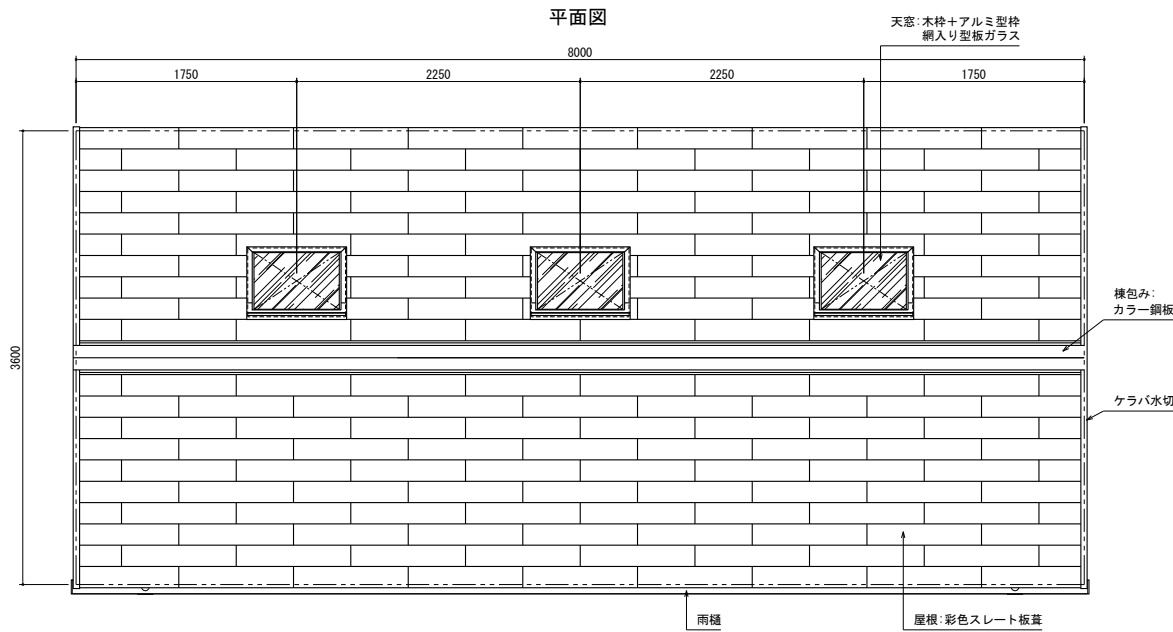 平面図
天窓:木枠+アルミ型枠
網入り型板ガラス
8000
1750
2250
2250
1750
3600
棟包み:
カラー鋼板
ケラバ水切
雨樋
屋根:彩色スレート板葺